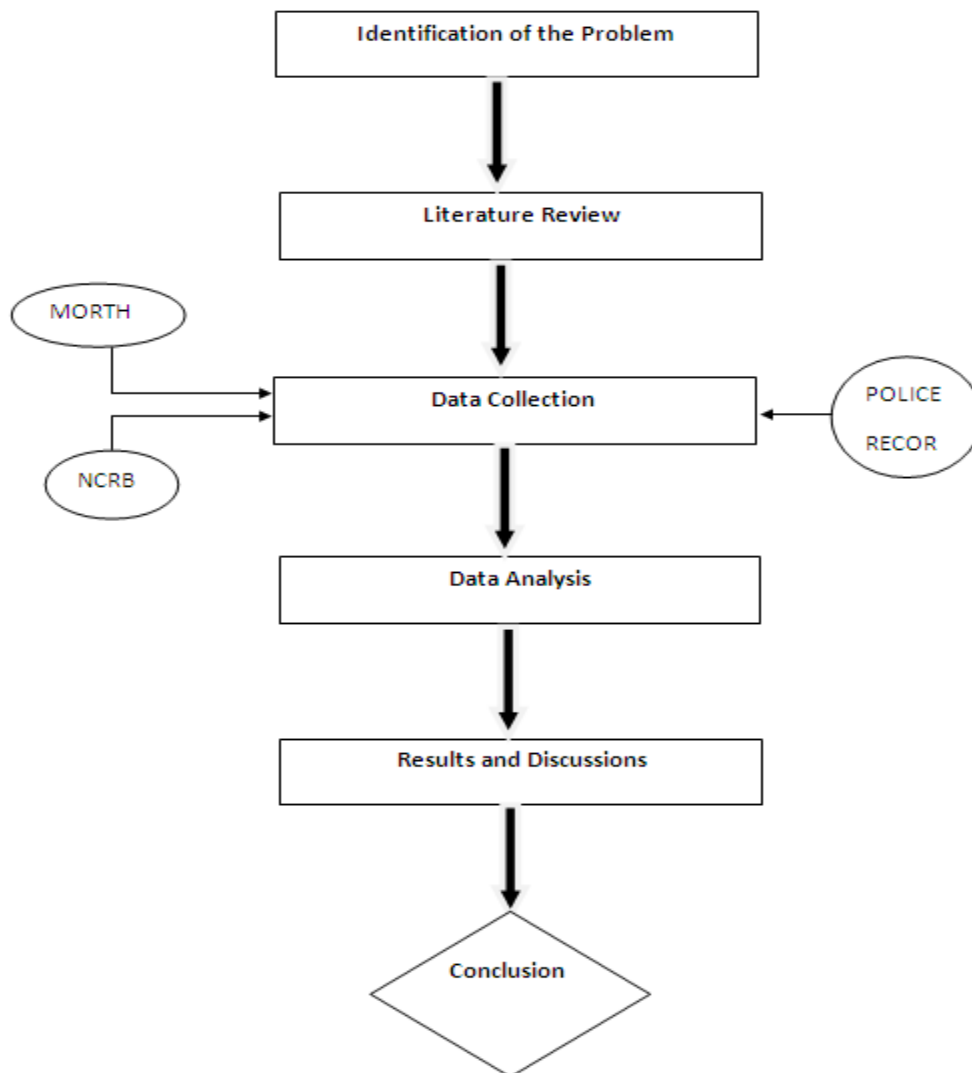 Identification of the Problem
Literature Review
MORTH
Data Collection
POLICE
RECOR
NCRB
Data Analysis
Results and Discussions
Conclusion